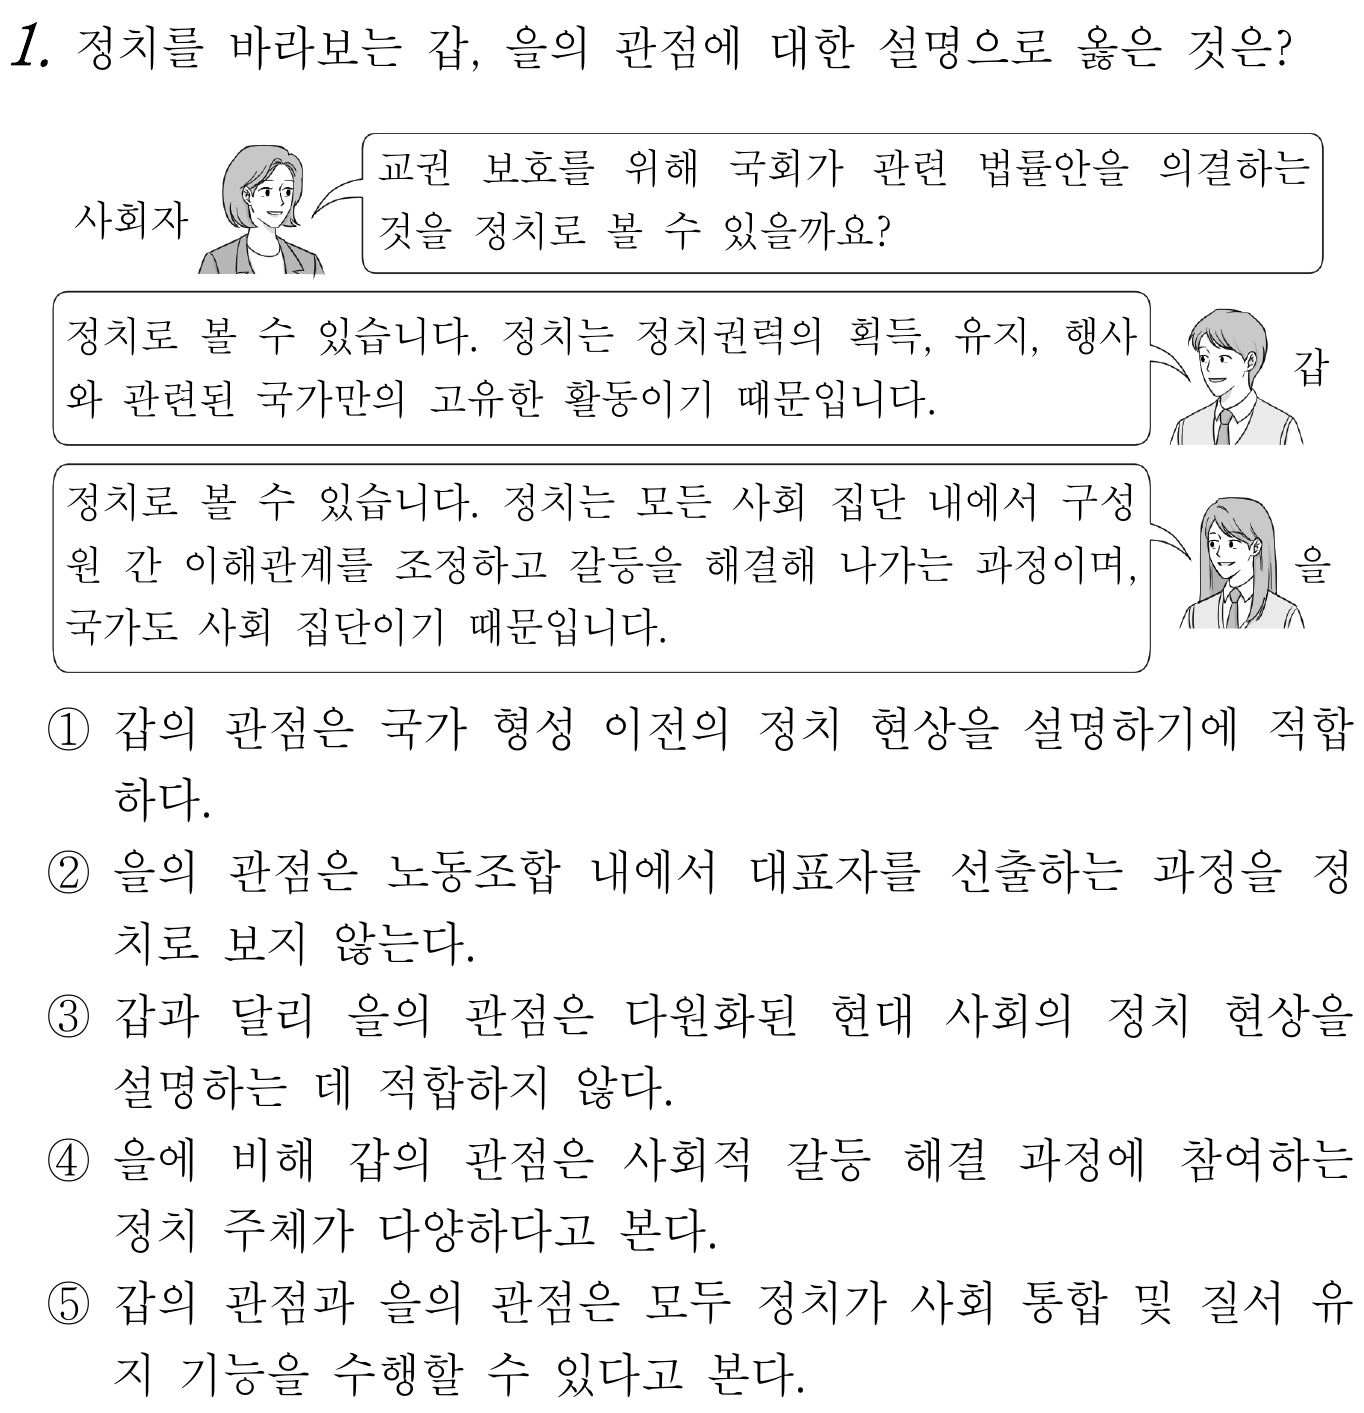 1. 정치를 바라보는 갑, 을의 관점에 대한 설명으로 옳은 것은?
사회자
교권 보호를 위해 국회가 관련 법률안을 의결하는
것을 정치로 볼 수 있을까요?
정치로 볼 수 있습니다. 정치는 정치권력의 획득, 유지, 행사
와 관련된 국가만의 고유한 활동이기 때문입니다.
갑
정치로 볼 수 있습니다. 정치는 모든 사회 집단 내에서 구성
원 간 이해관계를 조정하고 갈등을 해결해 나가는 과정이며,
국가도 사회 집단이기 때문입니다.
을
① 갑의 관점은 국가 형성 이전의 정치 현상을 설명하기에 적합
하다.
② 을의 관점은 노동조합 내에서 대표자를 선출하는 과정을 정
치로 보지 않는다.
③ 갑과 달리 을의 관점은 다원화된 현대 사회의 정치 현상을
설명하는 데 적합하지 않다.
④ 을에 비해 갑의 관점은 사회적 갈등 해결 과정에 참여하는
정치 주체가 다양하다고 본다.
⑤ 갑의 관점과 을의 관점은 모두 정치가 사회 통합 및 질서 유
지 기능을 수행할 수 있다고 본다.